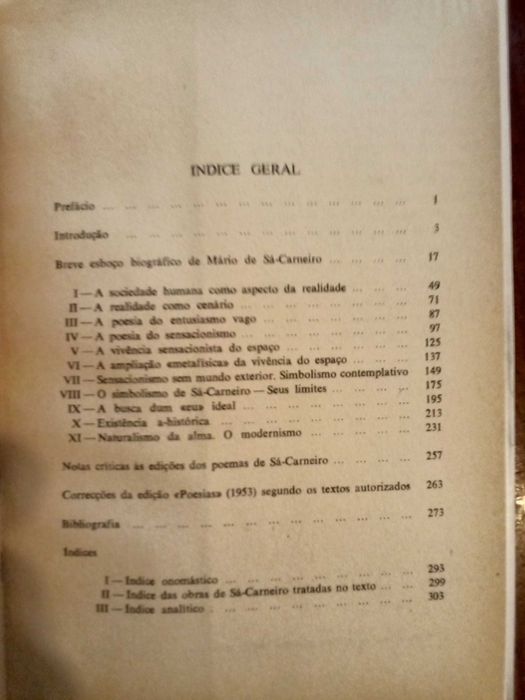 INDICE GERAL
Prefácio ... ... ... ... ... ... ... ... ... ... ... ... ... 1
Introdução ... ... ... ... ... ... ... ... ... ... ... ... 3
Breve esboço biográfico de Mário de Sá-Carneiro ... ... ... ... 17
I — A sociedade humana como aspecto da realidade ... ... ... 49
II — A realidade como cenário ... ... ... ... ... ... ... ... 71
III — A poesia do entusiasmo vago ... ... ... ... ... ... ... 87
IV — A poesia do sensacionismo ... ... ... ... ... ... ... ... 97
V — A vivência sensacionista do espaço ... ... ... ... ... ... 125
VI — A ampliação «metafísica» da vivência do espaço ... ... ... 137
VII — Sensacionismo sem mundo exterior. Simbolismo contemplativo 149
VIII — O simbolismo de Sá-Carneiro — Seus limites ... ... ... 175
IX — A busca dum «eu» ideal ... ... ... ... ... ... ... ... 195
X — Existência a-histórica ... ... ... ... ... ... ... ... 213
XI — Naturalismo da alma. O modernismo ... ... ... ... ... 231
Notas críticas às edições dos poemas de Sá-Carneiro ... ... ... 257
Correcções da edição «Poesias» (1953) segundo os textos autorizados 263
Bibliografia ... ... ... ... ... ... ... ... ... ... ... ... 273
Índices
I — Índice onomástico ... ... ... ... ... ... ... ... ... 293
II — Índice das obras de Sá-Carneiro tratadas no texto ... ... 299
III — Índice analítico ... ... ... ... ... ... ... ... ... 303